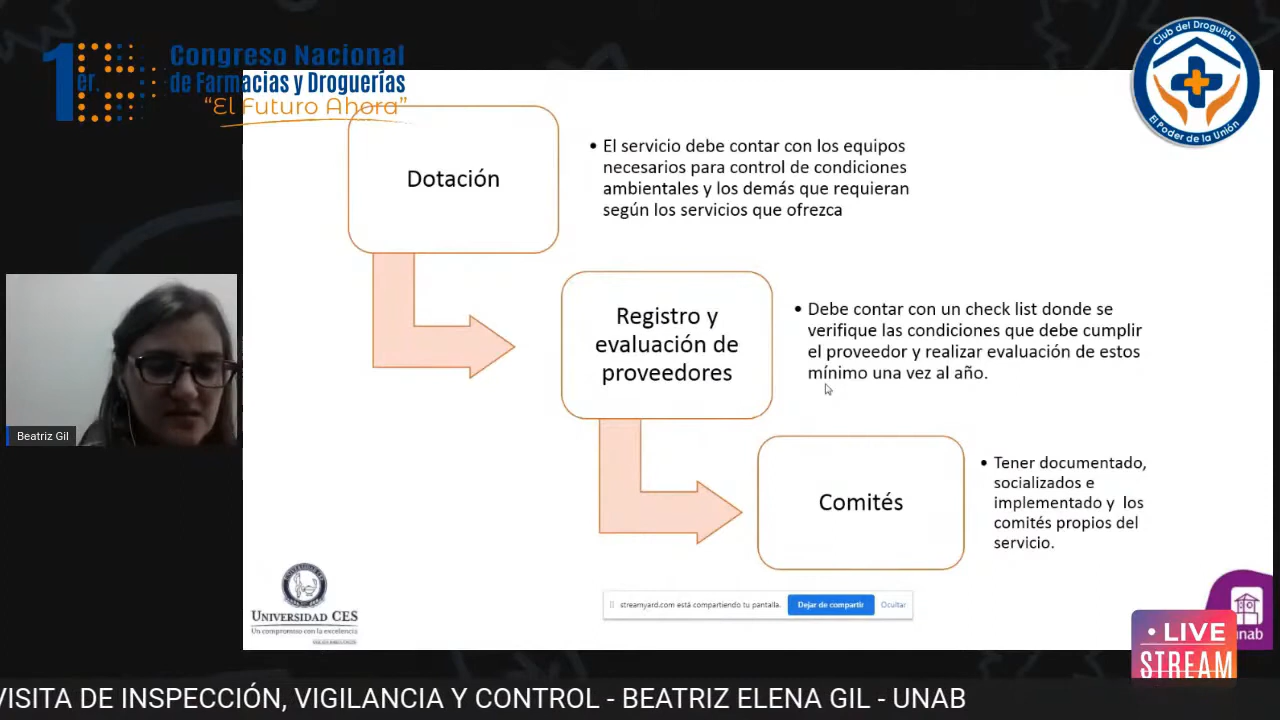 1er.
Congreso Nacional
de Farmacias y Droguerías
“El Futuro Ahora”
Club del Droguista
El Poder de la Unión
Dotación
• El servicio debe contar con los equipos
necesarios para control de condiciones
ambientales y los demás que requieran
según los servicios que ofrezca
Registro y
evaluación de
proveedores
• Debe contar con un check list donde se
verifique las condiciones que debe cumplir
el proveedor y realizar evaluación de estos
mínimo una vez al año.
Comités
• Tener documentado,
socializados e
implementado y los
comités propios del
servicio.
Beatriz Gil
UNIVERSIDAD CES
Un compromiso con la excelencia
streamyard.com está compartiendo tu pantalla.
Dejar de compartir
Ocultar
unab
• LIVE
STREAM
VISITA DE INSPECCIÓN, VIGILANCIA Y CONTROL - BEATRIZ ELENA GIL - UNAB